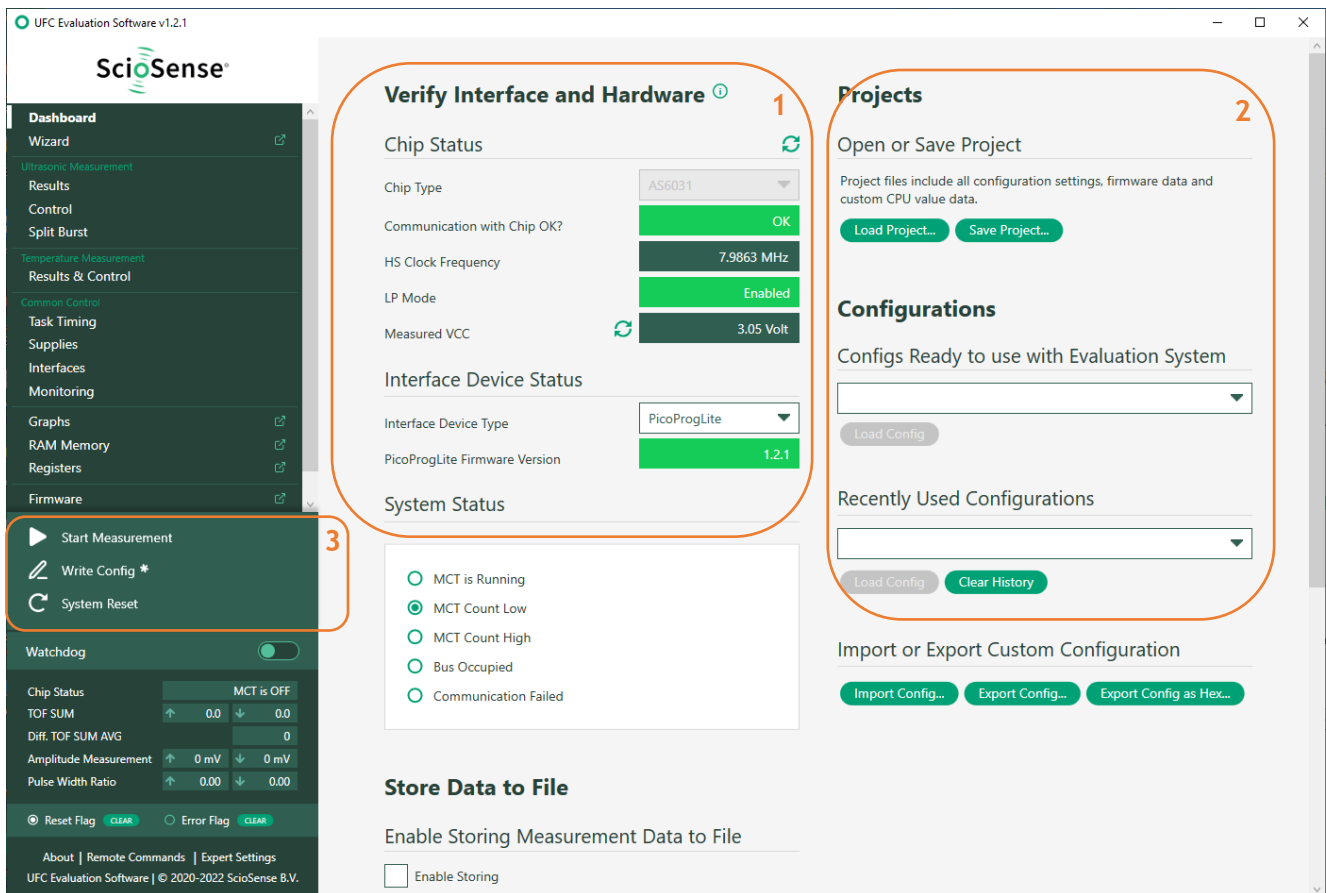 UFC Evaluation Software v1.2.1
ScioSense®
Dashboard
Wizard
Ultrasonic Measurement
Results
Control
Split Burst
Temperature Measurement
Results & Control
Common Control
Task Timing
Supplies
Interfaces
Monitoring
Graphs
RAM Memory
Registers
Firmware
Start Measurement
Write Config *
System Reset
3
Watchdog
Chip Status MCT is OFF
TOF SUM ↑ 0.0 ↓ 0.0
Diff. TOF SUM AVG 0
Amplitude Measurement ↑ 0 mV ↓ 0 mV
Pulse Width Ratio ↑ 0.00 ↓ 0.00
Reset Flag CLEAR Error Flag CLEAR
About | Remote Commands | Expert Settings
UFC Evaluation Software | © 2020-2022 ScioSense B.V.
Verify Interface and Hardware
1
Chip Status
Chip Type AS6031
Communication with Chip OK? OK
HS Clock Frequency 7.9863 MHz
LP Mode Enabled
Measured VCC 3.05 Volt
Interface Device Status
Interface Device Type PicoProgLite
PicoProgLite Firmware Version 1.2.1
System Status
MCT is Running
MCT Count Low
MCT Count High
Bus Occupied
Communication Failed
Store Data to File
Enable Storing Measurement Data to File
Enable Storing
Projects
2
Open or Save Project
Project files include all configuration settings, firmware data and
custom CPU value data.
Load Project... Save Project...
Configurations
Configs Ready to use with Evaluation System
Load Config
Recently Used Configurations
Load Config Clear History
Import or Export Custom Configuration
Import Config... Export Config... Export Config as Hex...